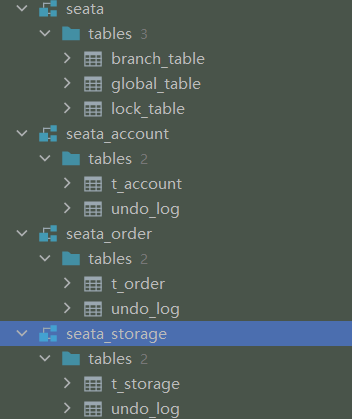 seata
tables 3
branch_table
global_table
lock_table
seata_account
tables 2
t_account
undo_log
seata_order
tables 2
t_order
undo_log
seata_storage
tables 2
t_storage
undo_log